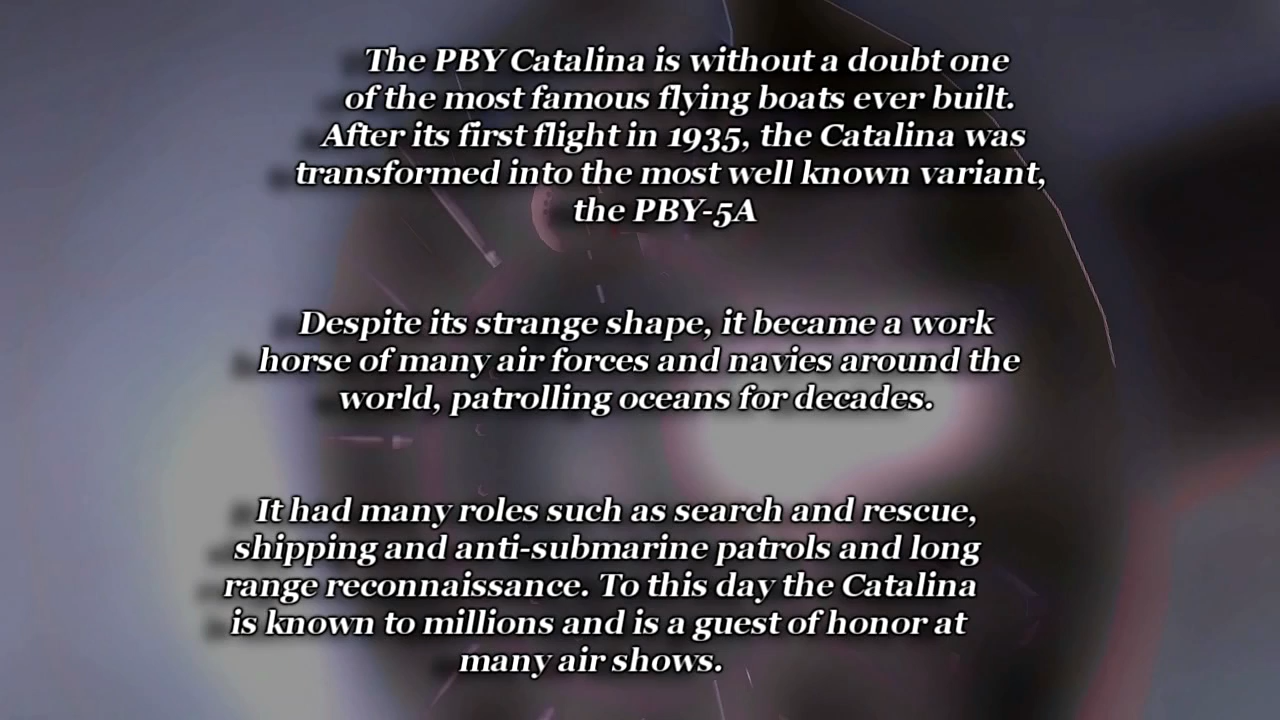 The PBY Catalina is without a doubt one
of the most famous flying boats ever built.
After its first flight in 1935, the Catalina was
transformed into the most well known variant,
the PBY-5A
Despite its strange shape, it became a work
horse of many air forces and navies around the
world, patrolling oceans for decades.
It had many roles such as search and rescue,
shipping and anti-submarine patrols and long
range reconnaissance. To this day the Catalina
is known to millions and is a guest of honor at
many air shows.